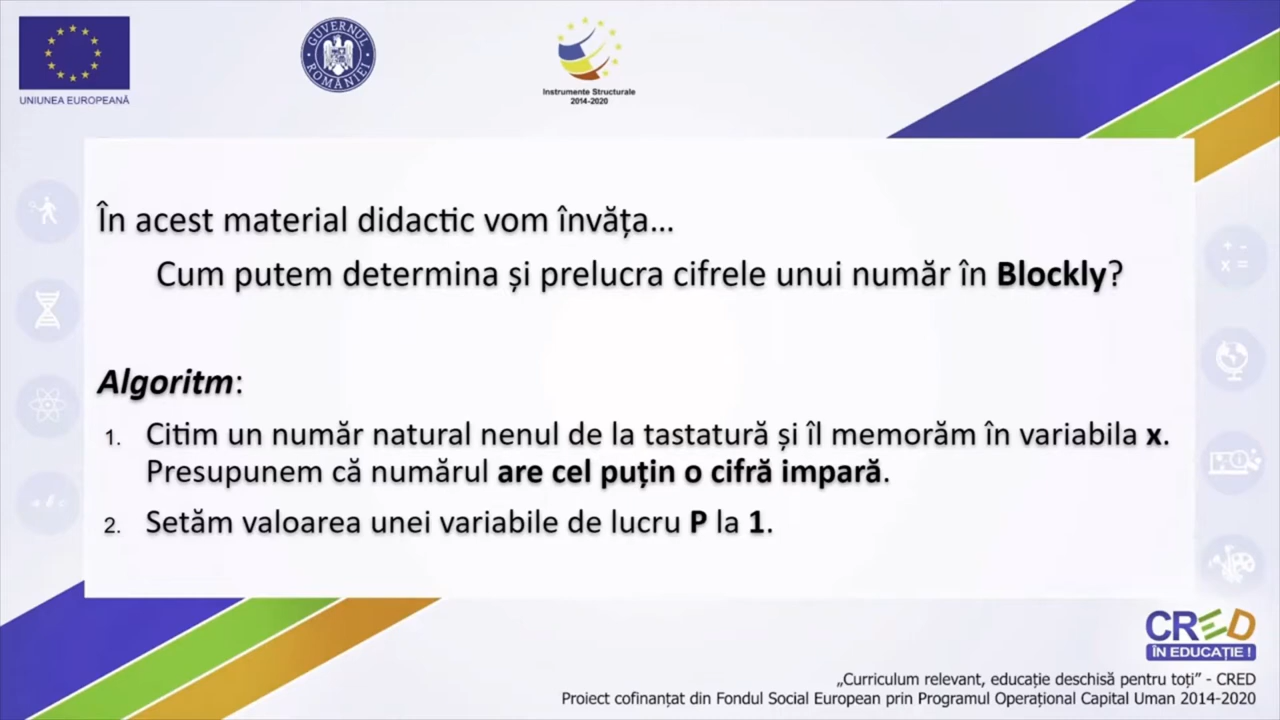 UNIUNEA EUROPEANĂ
GUVERNUL ROMÂNIEI
Instrumente Structurale
2014-2020
În acest material didactic vom învăța...
Cum putem determina și prelucra cifrele unui număr în Blockly?
Algoritm:
1. Citim un număr natural nenul de la tastatură și îl memorăm în variabila x.
Presupunem că numărul are cel puțin o cifră impară.
2. Setăm valoarea unei variabile de lucru P la 1.
CRED
ÎN EDUCAȚIE !
„Curriculum relevant, educație deschisă pentru toți” - CRED
Proiect cofinanțat din Fondul Social European prin Programul Operațional Capital Uman 2014-2020